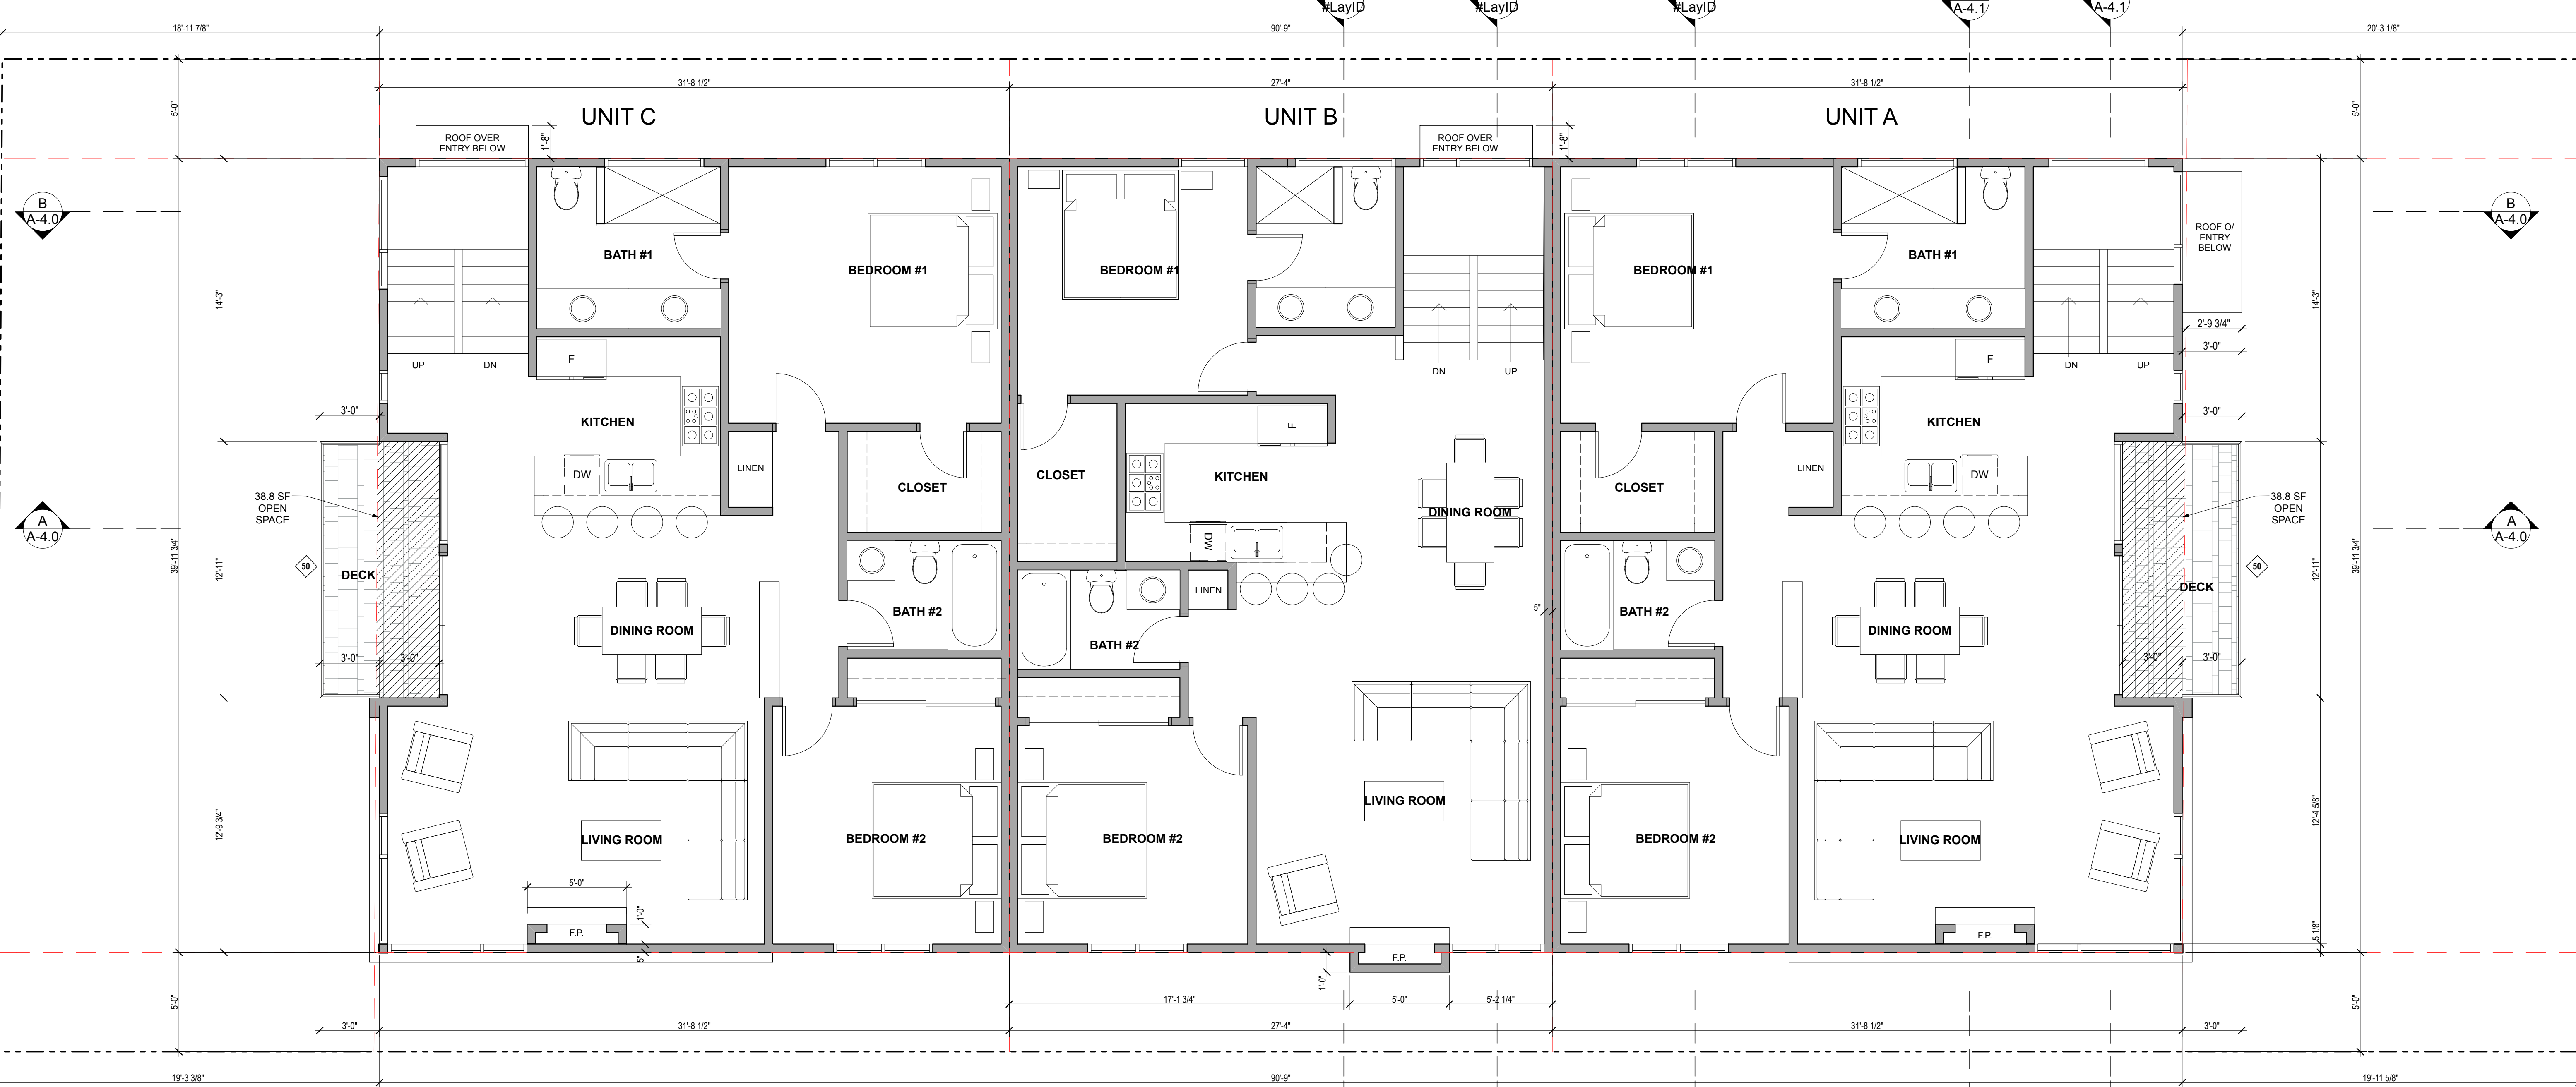 #LayID
#LayID
#LayID
A-4.1
A-4.1
18'-11 7/8"
90'-9"
20'-3 1/8"
31'-8 1/2"
27'-4"
31'-8 1/2"
5'-0"
5'-0"
UNIT C
UNIT B
UNIT A
ROOF OVER
ENTRY BELOW
1'-8"
ROOF OVER
ENTRY BELOW
1'-8"
B
A-4.0
B
A-4.0
ROOF O/
ENTRY
BELOW
BATH #1
BEDROOM #1
BEDROOM #1
BEDROOM #1
BATH #1
14'-3"
14'-3"
2'-9 3/4"
3'-0"
UP
DN
F
DN
UP
F
DN
UP
3'-0"
KITCHEN
F
KITCHEN
3'-0"
LINEN
DW
CLOSET
CLOSET
KITCHEN
CLOSET
LINEN
DW
38.8 SF
OPEN
SPACE
DINING ROOM
38.8 SF
OPEN
SPACE
A
A-4.0
A
A-4.0
DW
39'-11 3/4"
12'-11"
50
DECK
12'-11"
39'-11 3/4"
50
DECK
LINEN
BATH #2
5"
BATH #2
DINING ROOM
BATH #2
DINING ROOM
3'-0"
3'-0"
3'-0"
3'-0"
12'-9 3/4"
LIVING ROOM
12'-4 5/8"
LIVING ROOM
BEDROOM #2
BEDROOM #2
BEDROOM #2
LIVING ROOM
5'-0"
1'-0"
F.P.
5"
F.P.
F.P.
5 1/8"
1'-0"
5'-0"
17'-1 3/4"
5'-0"
5'-2 1/4"
5'-0"
3'-0"
31'-8 1/2"
27'-4"
31'-8 1/2"
3'-0"
19'-3 3/8"
90'-9"
19'-11 5/8"